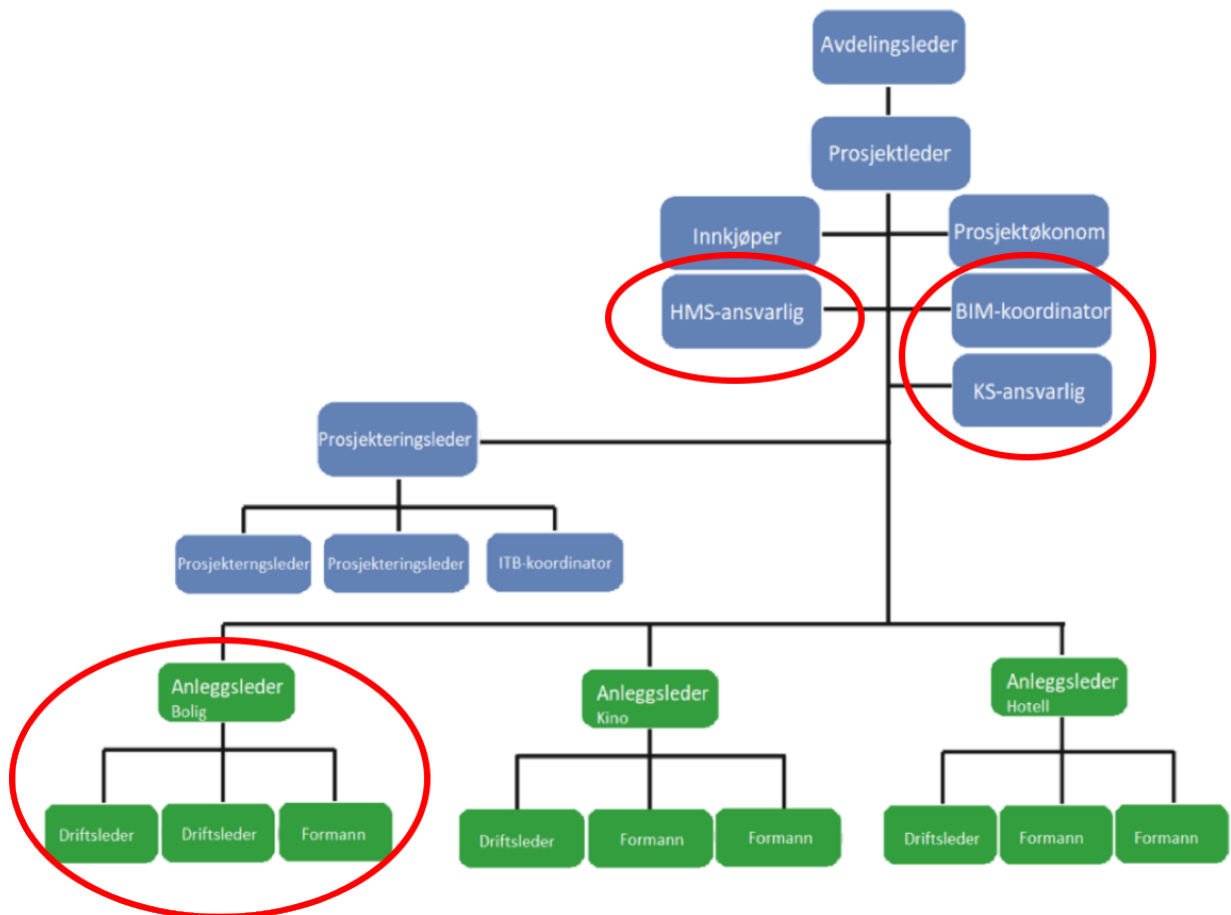 Avdelingsleder
Prosjektleder
Innkjøper
Prosjektøkonom
HMS-ansvarlig
BIM-koordinator
KS-ansvarlig
Prosjekteringsleder
Prosjekterngsleder
Prosjekteringsleder
ITB-koordinator
Anleggsleder
Bolig
Anleggsleder
Kino
Anleggsleder
Hotell
Driftsleder
Driftsleder
Formann
Driftsleder
Formann
Formann
Driftsleder
Formann
Formann